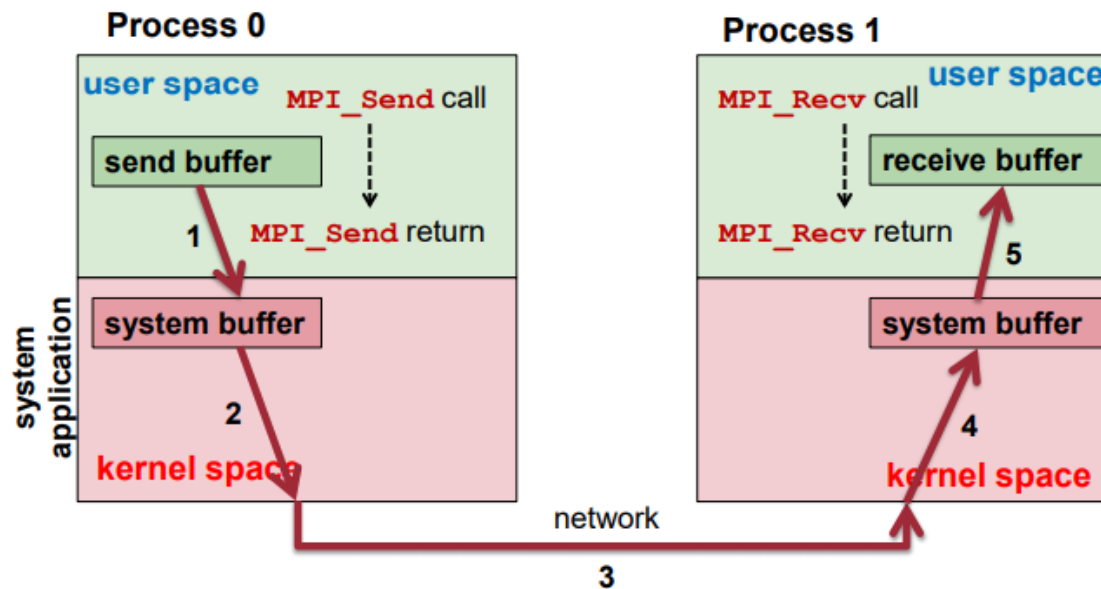 Process 0
user space
MPI_Send call
send buffer
1
MPI_Send return
system buffer
2
kernel space
system
application
network
3
Process 1
user space
MPI_Recv call
receive buffer
MPI_Recv return
5
system buffer
4
kernel space